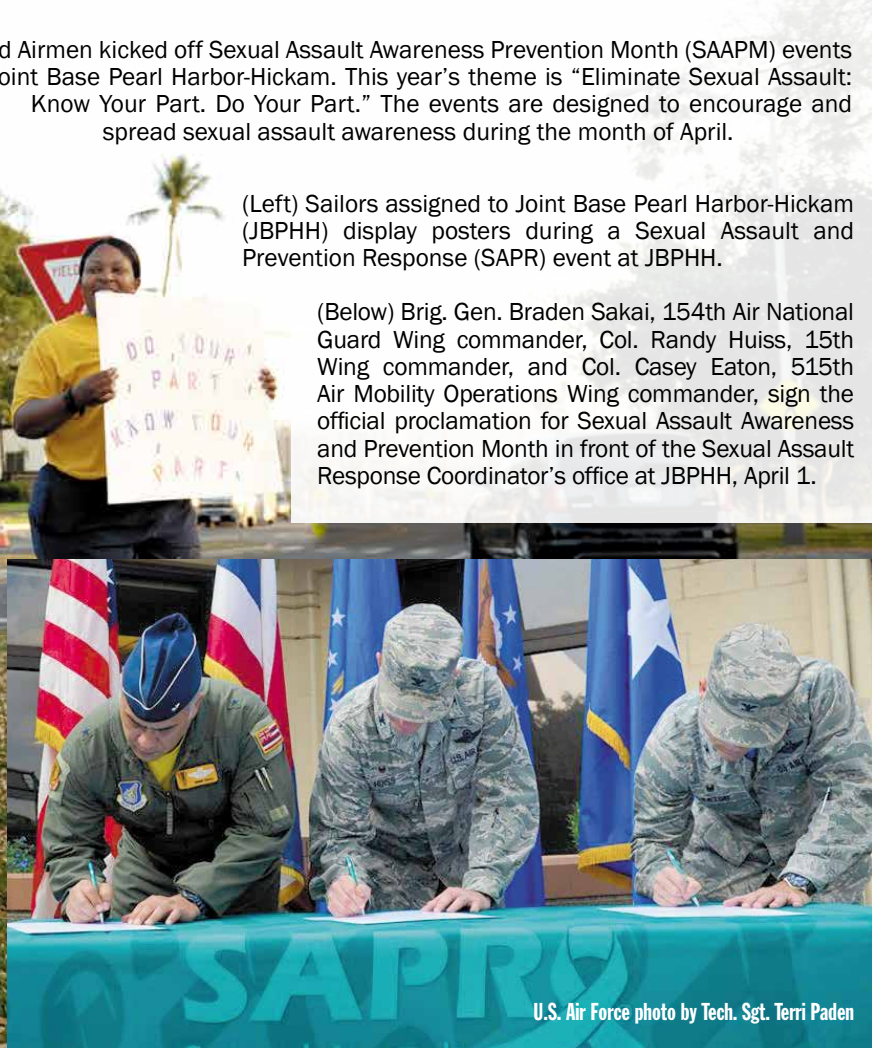 d Airmen kicked off Sexual Assault Awareness Prevention Month (SAAPM) events
oint Base Pearl Harbor-Hickam. This year's theme is “Eliminate Sexual Assault:
Know Your Part. Do Your Part.” The events are designed to encourage and
spread sexual assault awareness during the month of April.
(Left) Sailors assigned to Joint Base Pearl Harbor-Hickam
(JBPHH) display posters during a Sexual Assault and
Prevention Response (SAPR) event at JBPHH.
(Below) Brig. Gen. Braden Sakai, 154th Air National
Guard Wing commander, Col. Randy Huiss, 15th
Wing commander, and Col. Casey Eaton, 515th
Air Mobility Operations Wing commander, sign the
official proclamation for Sexual Assault Awareness
and Prevention Month in front of the Sexual Assault
Response Coordinator's office at JBPHH, April 1.
YIELD
DO YOUR
PART
KNOW YOUR
PART
SAPR
U.S. Air Force photo by Tech. Sgt. Terri Paden